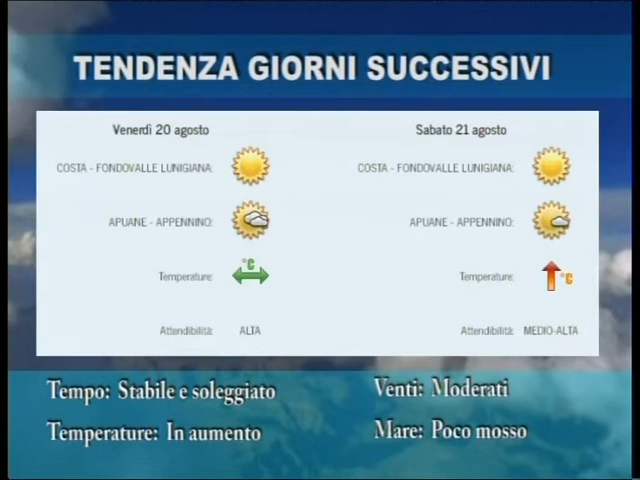 TENDENZA GIORNI SUCCESSIVI
Venerdì 20 agosto
COSTA - FONDOVALLE LUNIGIANA:
APUANE - APPENNINO:
°C
Temperature:
Attendibilità: ALTA
Sabato 21 agosto
COSTA - FONDOVALLE LUNIGIANA:
APUANE - APPENNINO:
Temperature: °C
Attendibilità: MEDIO-ALTA
Tempo: Stabile e soleggiato
Temperature: In aumento
Venti: Moderati
Mare: Poco mosso